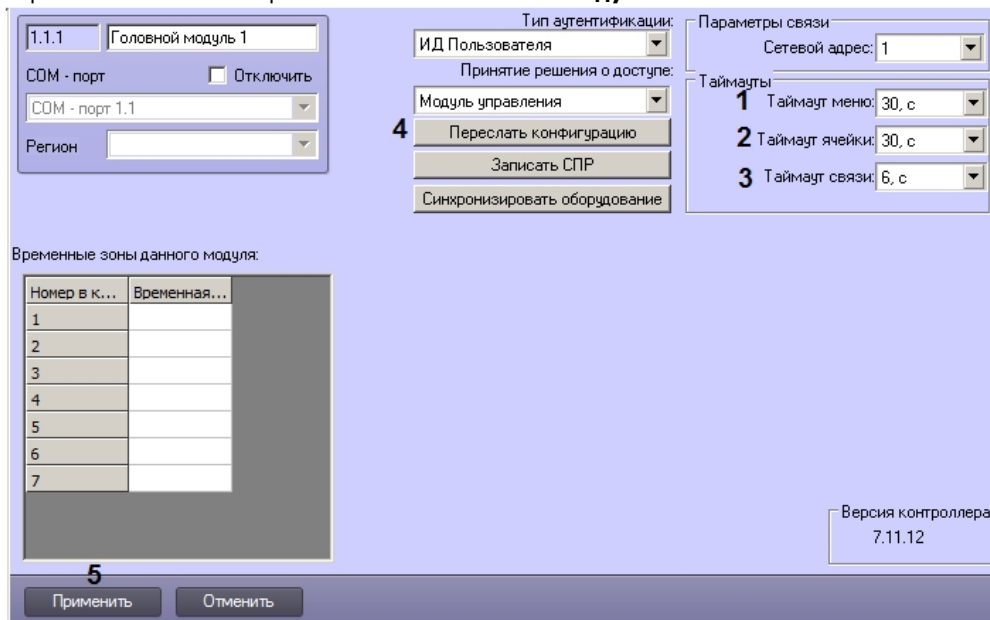 1.1.1 Головной модуль 1
COM - порт Отключить
COM - порт 1.1
Регион
Тип аутентификации:
ИД Пользователя
Принятие решения о доступе:
Модуль управления
4 Переслать конфигурацию
Записать СПР
Синхронизировать оборудование
Параметры связи
Сетевой адрес: 1
Таймауты
1 Таймаут меню: 30, с
2 Таймаут ячейки: 30, с
3 Таймаут связи: 6, с
Временные зоны данного модуля:
Номер в к... Временная...
1
2
3
4
5
6
7
Версия контроллера
7.11.12
5
Применить Отменить